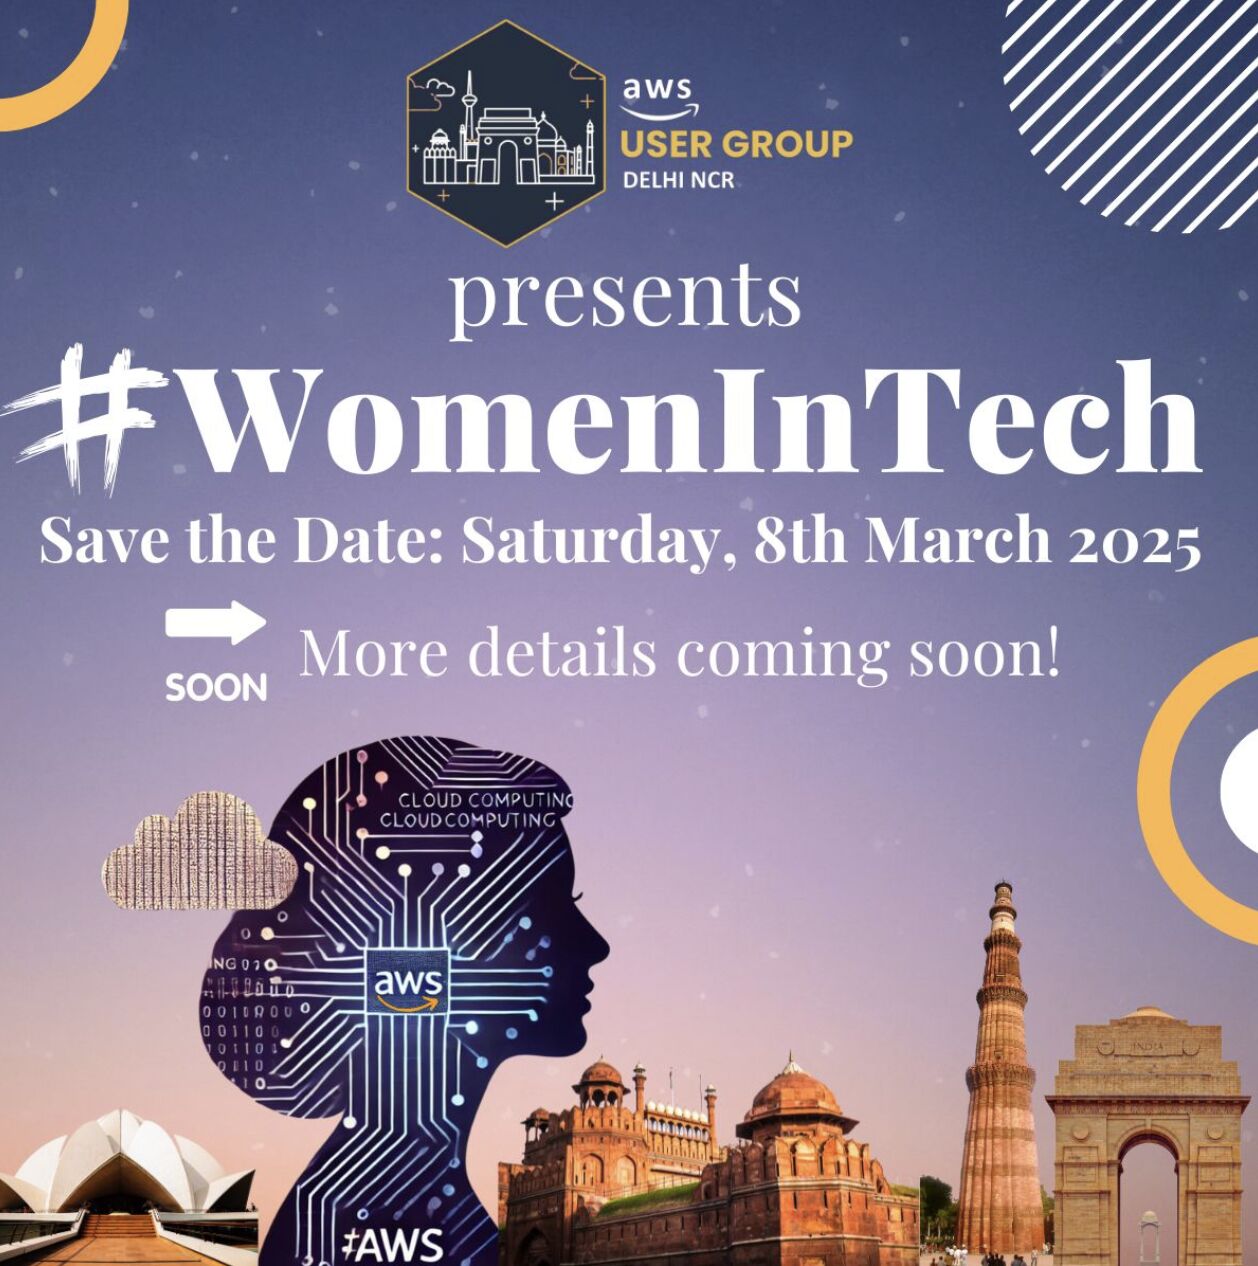 aws
USER GROUP
DELHI NCR
presents
#WomenInTech
Save the Date: Saturday, 8th March 2025
SOON
More details coming soon!
CLOUD COMPUTING
CLOUDCOMPUTING
aws
#AWS
INDIA